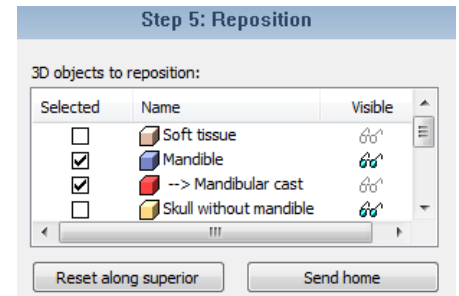 Step 5: Reposition
3D objects to reposition:
Selected Name Visible
Soft tissue
Mandible
--> Mandibular cast
Skull without mandible
Reset along superior Send home